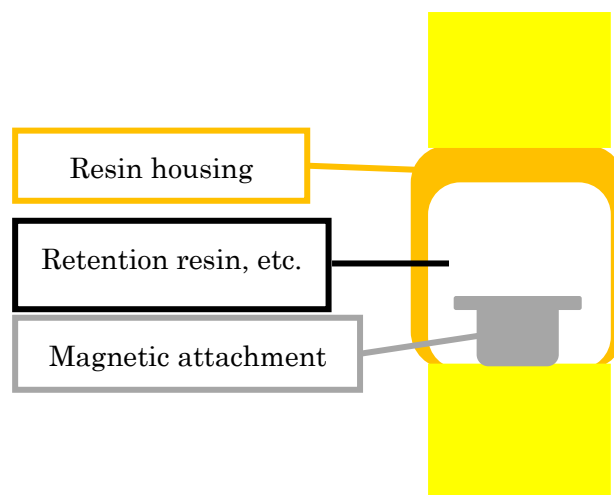 Resin housing
Retention resin, etc.
Magnetic attachment